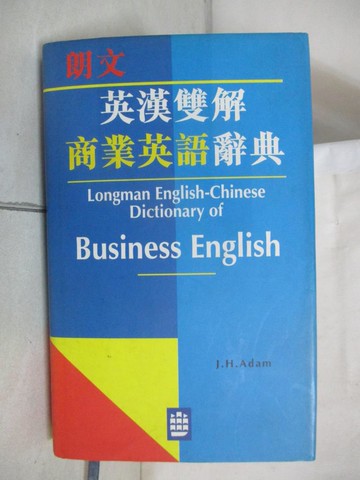 朗文
英漢雙解
商業英語辭典
Longman English-Chinese
Dictionary of
Business English
J.H.Adam